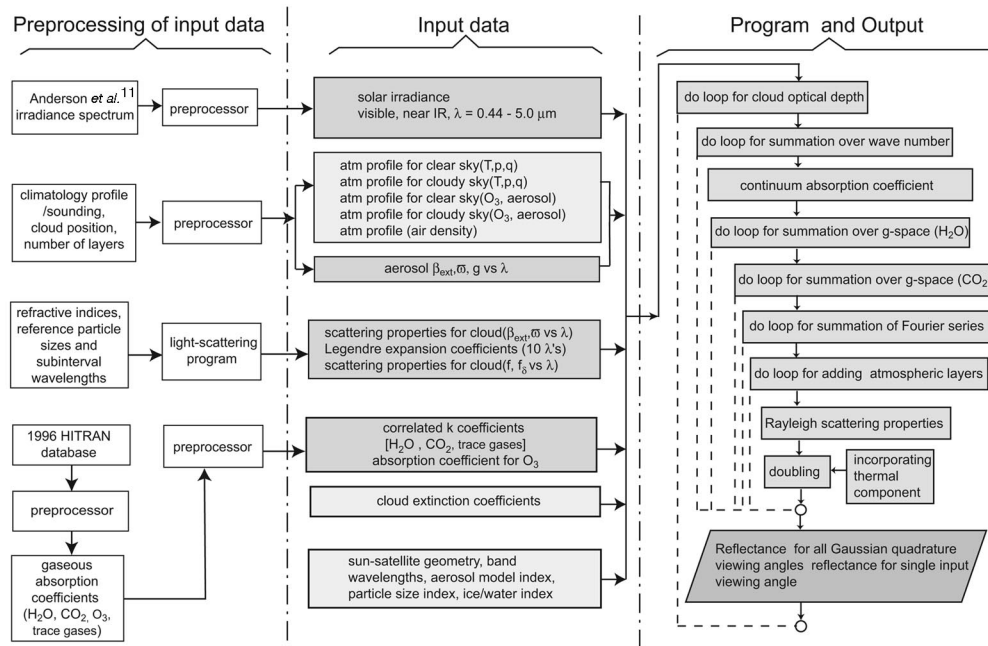 Preprocessing of input data
Input data
Program and Output
Anderson et al.11
irradiance spectrum
preprocessor
climatology profile
/sounding,
cloud position,
number of layers
preprocessor
refractive indices,
reference particle
sizes and
subinterval
wavelengths
light-scattering
program
1996 HITRAN
database
preprocessor
gaseous
absorption
coefficients
(H2O, CO2, O3,
trace gases)
preprocessor
solar irradiance
visible, near IR, λ = 0.44 - 5.0 μm
atm profile for clear sky(T,p,q)
atm profile for cloudy sky(T,p,q)
atm profile for clear sky(O3, aerosol)
atm profile for cloudy sky(O3, aerosol)
atm profile (air density)
aerosol βext,ϖ, g vs λ
scattering properties for cloud(βext,ϖ vs λ)
Legendre expansion coefficients (10 λ's)
scattering properties for cloud(f, fδ vs λ)
correlated k coefficients
[H2O , CO2, trace gases]
absorption coefficient for O3
cloud extinction coefficients
sun-satellite geometry, band
wavelengths, aerosol model index,
particle size index, ice/water index
do loop for cloud optical depth
do loop for summation over wave number
continuum absorption coefficient
do loop for summation over g-space (H2O)
do loop for summation over g-space (CO2
do loop for summation of Fourier series
do loop for adding atmospheric layers
Rayleigh scattering properties
doubling
incorporating
thermal
component
Reflectance for all Gaussian quadrature
viewing angles reflectance for single input
viewing angle